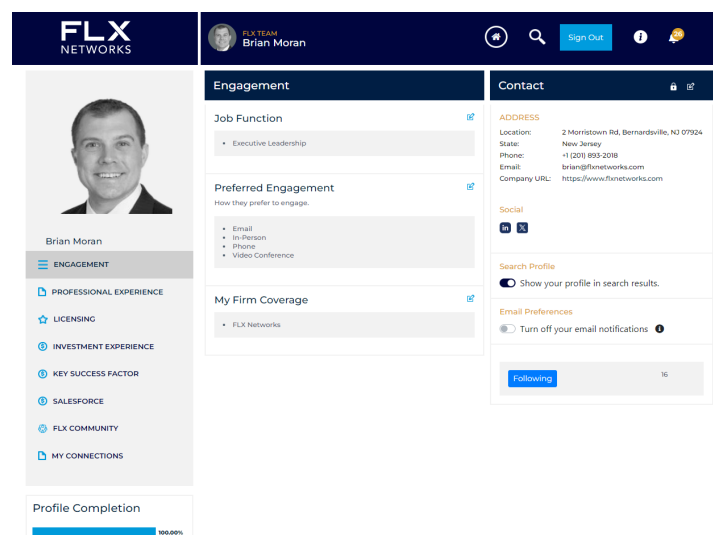 FLX
NETWORKS
FLX TEAM
Brian Moran
Sign Out
26
Brian Moran
ENGAGEMENT
PROFESSIONAL EXPERIENCE
LICENSING
INVESTMENT EXPERIENCE
KEY SUCCESS FACTOR
SALESFORCE
FLX COMMUNITY
MY CONNECTIONS
Profile Completion
100.00%
Engagement
Job Function
Executive Leadership
Preferred Engagement
How they prefer to engage.
Email
In-Person
Phone
Video Conference
My Firm Coverage
FLX Networks
Contact
ADDRESS
Location: 2 Morristown Rd, Bernardsville, NJ 07924
State: New Jersey
Phone: +1 (201) 893-2018
Email: brian@flxnetworks.com
Company URL: https://www.flxnetworks.com
Social
Search Profile
Show your profile in search results.
Email Preferences
Turn off your email notifications
Following 16